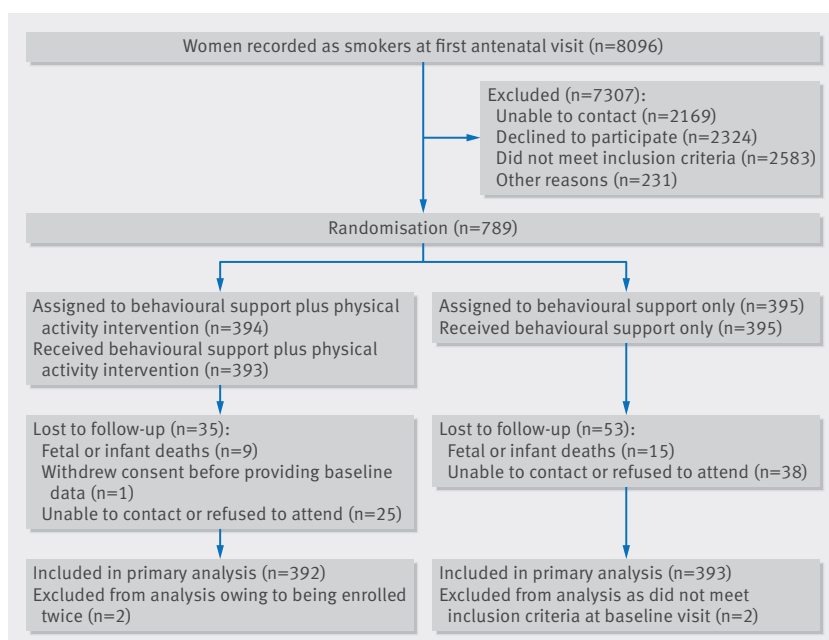 Women recorded as smokers at first antenatal visit (n=8096)
Excluded (n=7307):
Unable to contact (n=2169)
Declined to participate (n=2324)
Did not meet inclusion criteria (n=2583)
Other reasons (n=231)
Randomisation (n=789)
Assigned to behavioural support plus physical
activity intervention (n=394)
Received behavioural support plus physical
activity intervention (n=393)
Assigned to behavioural support only (n=395)
Received behavioural support only (n=395)
Lost to follow-up (n=35):
Fetal or infant deaths (n=9)
Withdrew consent before providing baseline
data (n=1)
Unable to contact or refused to attend (n=25)
Lost to follow-up (n=53):
Fetal or infant deaths (n=15)
Unable to contact or refused to attend (n=38)
Included in primary analysis (n=392)
Excluded from analysis owing to being enrolled
twice (n=2)
Included in primary analysis (n=393)
Excluded from analysis as did not meet
inclusion criteria at baseline visit (n=2)